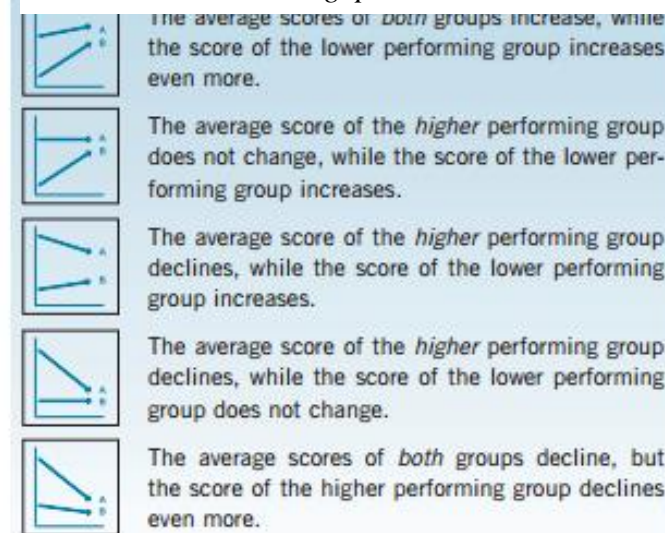 The average scores of both groups increase, while
the score of the lower performing group increases
even more.
The average score of the higher performing group
does not change, while the score of the lower per-
forming group increases.
The average score of the higher performing group
declines, while the score of the lower performing
group increases.
The average score of the higher performing group
declines, while the score of the lower performing
group does not change.
The average scores of both groups decline, but
the score of the higher performing group declines
even more.
A
B
A
B
A
B
A
B
A
B